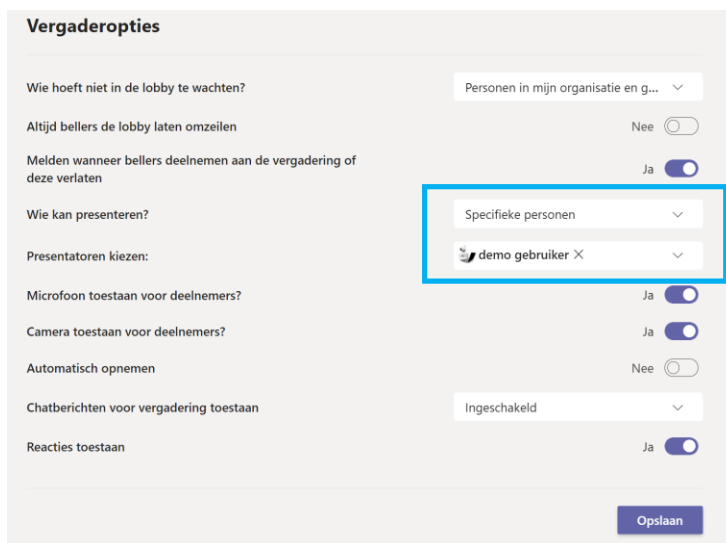 Vergaderopties
Wie hoeft niet in de lobby te wachten?
Personen in mijn organisatie en g...
Altijd bellers de lobby laten omzeilen
Nee
Melden wanneer bellers deelnemen aan de vergadering of
deze verlaten
Ja
Wie kan presenteren?
Specifieke personen
Presentatoren kiezen:
demo gebruiker
Microfoon toestaan voor deelnemers?
Ja
Camera toestaan voor deelnemers?
Ja
Automatisch opnemen
Nee
Chatberichten voor vergadering toestaan
Ingeschakeld
Reacties toestaan
Ja
Opslaan